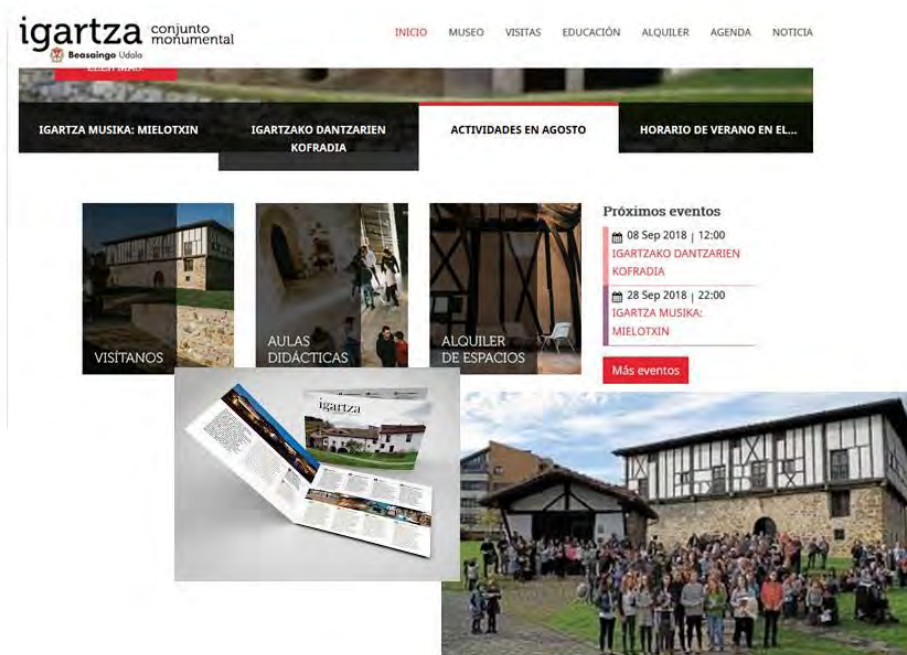 igartza conjunto
monumental
Beasaingo Udala
INICIO MUSEO VISITAS EDUCACIÓN ALQUILER AGENDA NOTICIA
IGARTZA MUSIKA: MIELOTXIN
IGARTZAKO DANTZARIEN
KOFRADIA
ACTIVIDADES EN AGOSTO
HORARIO DE VERANO EN EL...
VISÍTANOS
AULAS
DIDÁCTICAS
ALQUILER
DE ESPACIOS
Próximos eventos
08 Sep 2018 | 12:00
IGARTZAKO DANTZARIEN
KOFRADIA
28 Sep 2018 | 22:00
IGARTZA MUSIKA:
MIELOTXIN
Más eventos
igartza